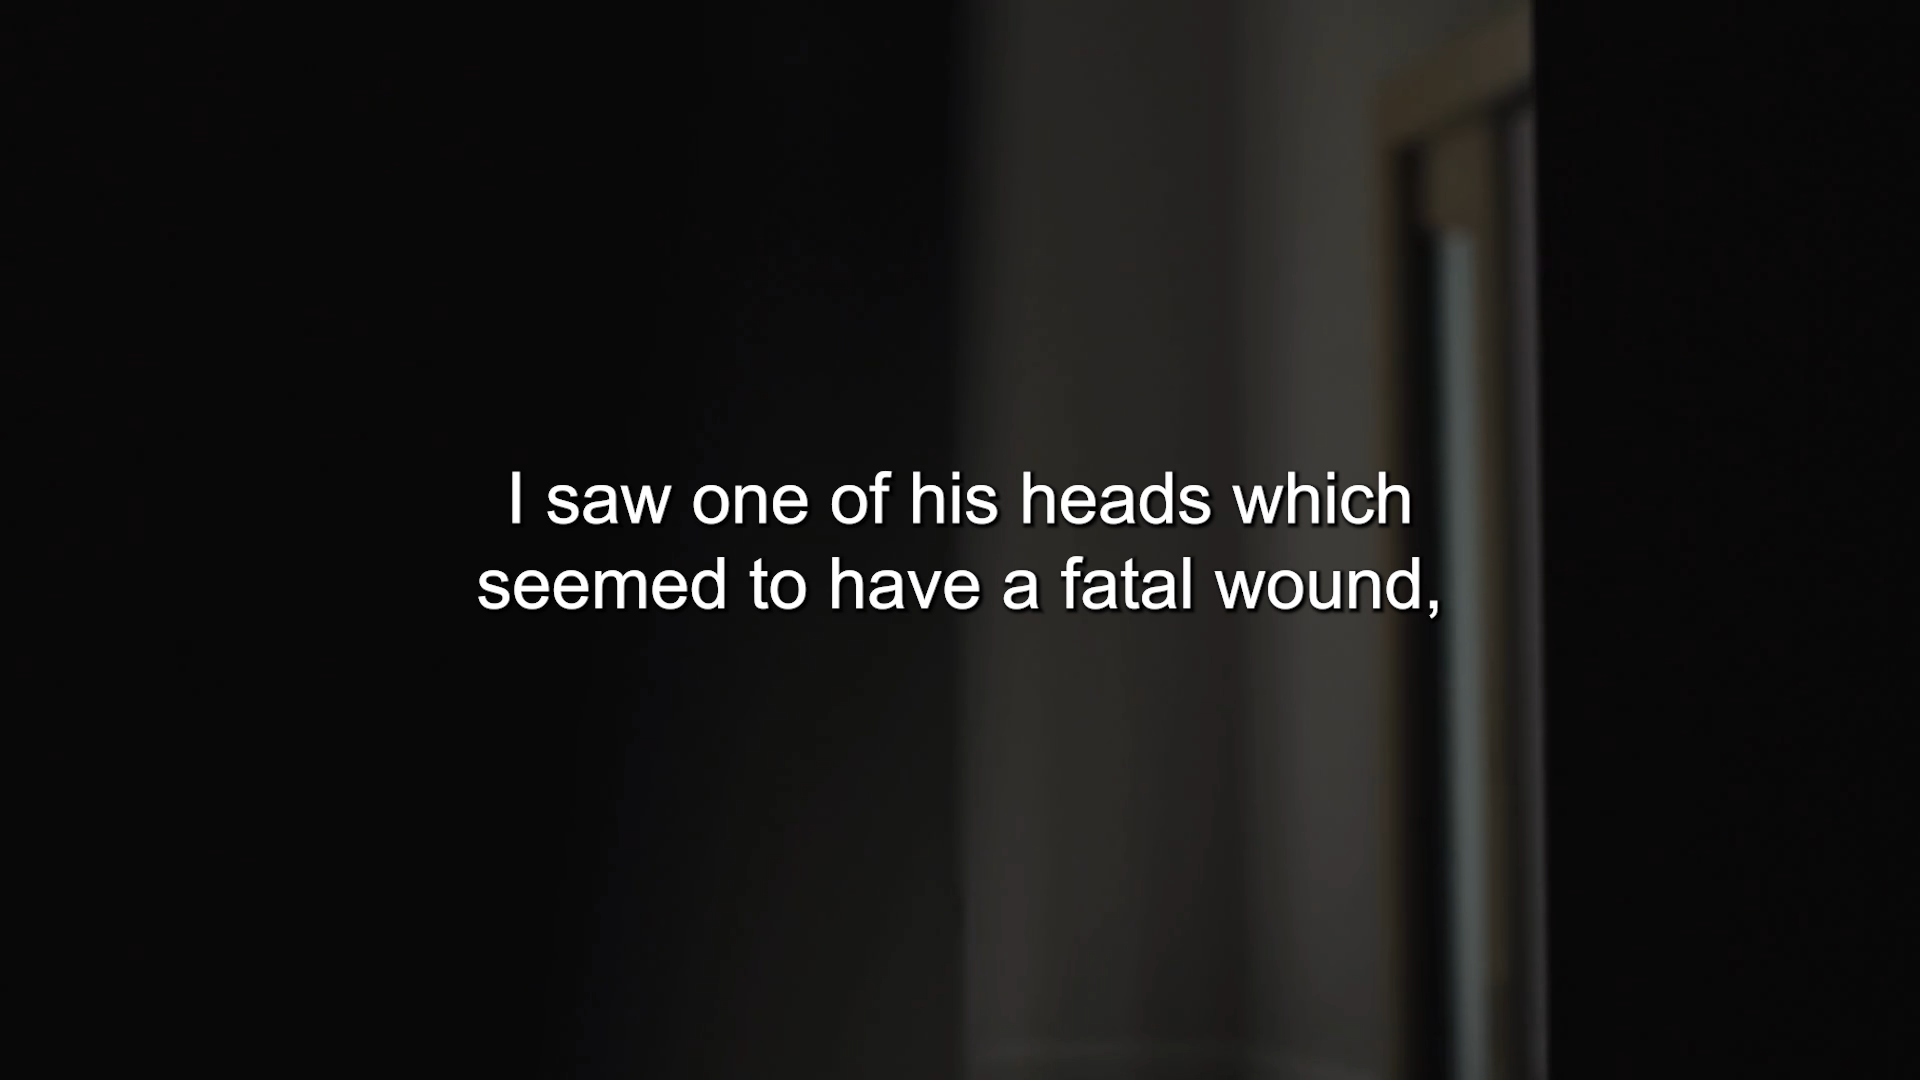 I saw one of his heads which
seemed to have a fatal wound,